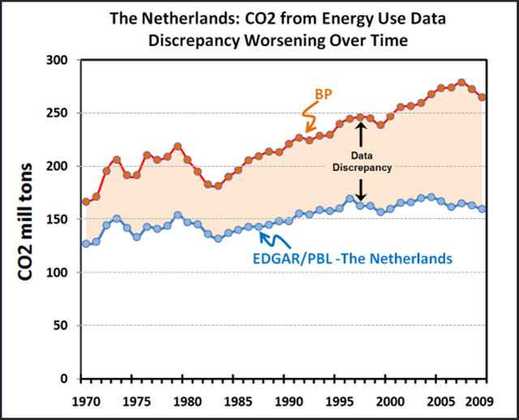 The Netherlands: CO2 from Energy Use Data
Discrepancy Worsening Over Time
300
250
200
150
100
50
0
CO2 mill tons
BP
Data
Discrepancy
EDGAR/PBL -The Netherlands
1970
1975
1980
1985
1990
1995
2000
2005
2009